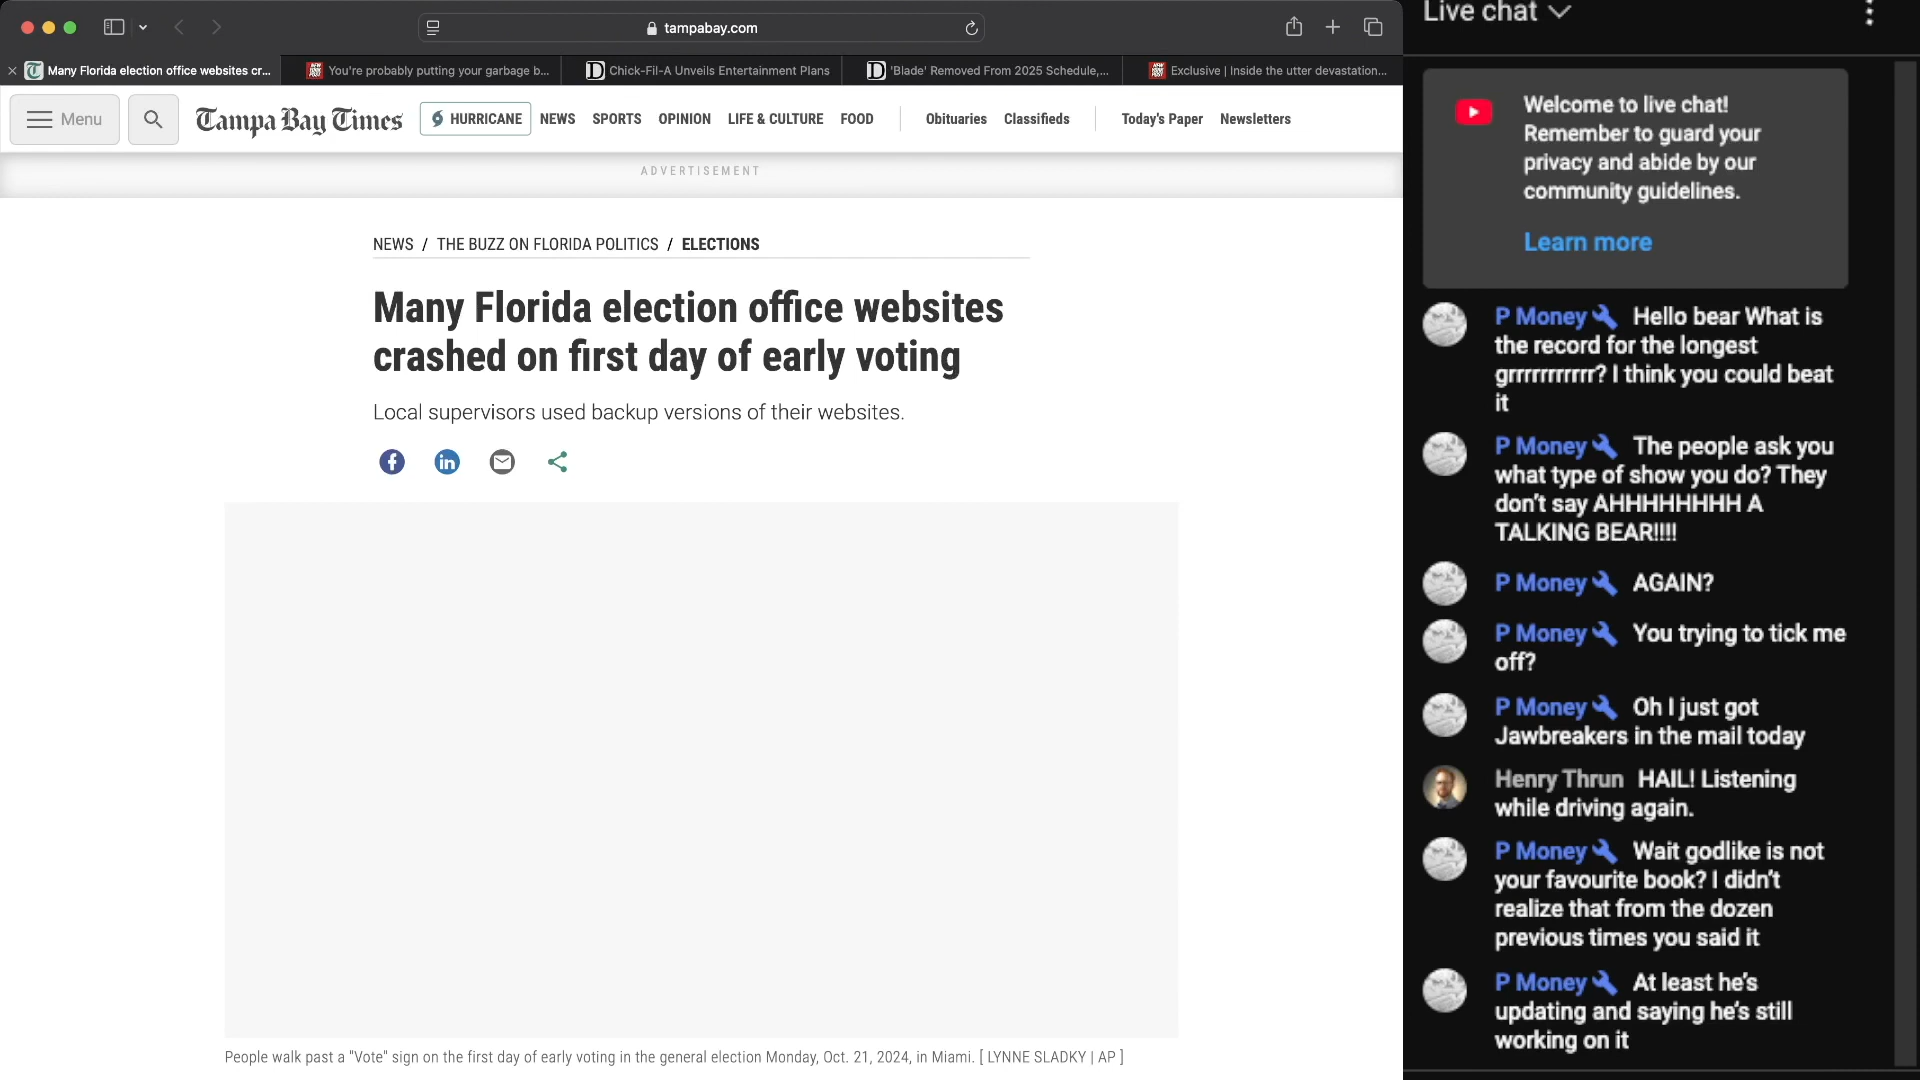 tampabay.com
Many Florida election office websites cr...
You're probably putting your garbage b...
Chick-Fil-A Unveils Entertainment Plans
'Blade' Removed From 2025 Schedule,...
Exclusive | Inside the utter devastation...
Menu
Tampa Bay Times
HURRICANE
NEWS
SPORTS
OPINION
LIFE & CULTURE
FOOD
Obituaries
Classifieds
Today's Paper
Newsletters
ADVERTISEMENT
NEWS / THE BUZZ ON FLORIDA POLITICS / ELECTIONS
Many Florida election office websites
crashed on first day of early voting
Local supervisors used backup versions of their websites.
People walk past a "Vote" sign on the first day of early voting in the general election Monday, Oct. 21, 2024, in Miami. [ LYNNE SLADKY | AP ]
Live chat
Welcome to live chat!
Remember to guard your
privacy and abide by our
community guidelines.
Learn more
P Money Hello bear What is
the record for the longest
grrrrrrrrrrr? I think you could beat
it
P Money The people ask you
what type of show you do? They
don't say AHHHHHHHH A
TALKING BEAR!!!!
P Money AGAIN?
P Money You trying to tick me
off?
P Money Oh I just got
Jawbreakers in the mail today
Henry Thrun HAIL! Listening
while driving again.
P Money Wait godlike is not
your favourite book? I didn't
realize that from the dozen
previous times you said it
P Money At least he's
updating and saying he's still
working on it